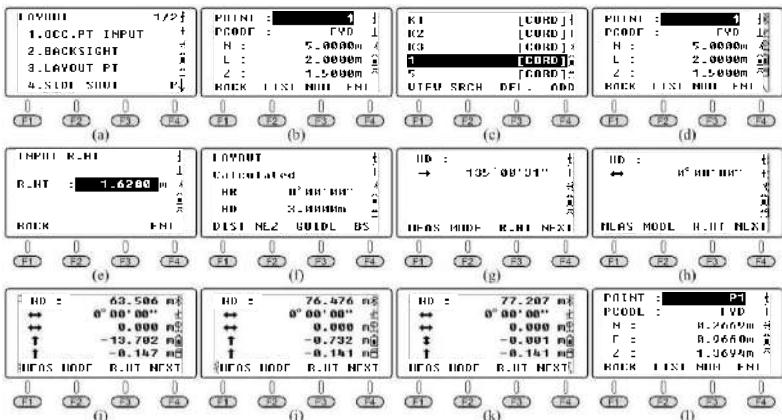 LAYOUT 1/2
1.OCC.PT INPUT
2.BACKSIGHT
3.LAYOUT PT
4.SIDE SHOT P↓
F1 F2 F3 F4
(a)
POINT : 1
PCODE : FYD
N : 5.0000m
E : 2.0000m
Z : 1.5000m
BACK LIST NUM ENT
F1 F2 F3 F4
(b)
K1 [CORD]
K2 [CORD]
K3 [CORD]
1 [CORD]
5 [CORD]
VIEW SRCH DEL. ADD
F1 F2 F3 F4
(c)
POINT : 1
PCODE : FYD
N : 5.0000m
E : 2.0000m
Z : 1.5000m
BACK LIST NUM ENT
F1 F2 F3 F4
(d)
INPUT R.HT
R.HT : 1.6200 m
BACK ENT
F1 F2 F3 F4
(e)
LAYOUT
Calculated
HR 0°00'00"
HD 3.0000m
DIST NEZ GUIDE BS
F1 F2 F3 F4
(f)
HD :
→ 135°00'31"
MEAS MODE R.HT NEXT
F1 F2 F3 F4
(g)
HD :
↔ 0°00'00"
MEAS MODE R.HT NEXT
F1 F2 F3 F4
(h)
HD : 63.506 m
↔ 0°00'00"
↔ 0.000 m
↑ -13.702 m
↑ -0.147 m
MEAS MODE R.HT NEXT
F1 F2 F3 F4
(i)
HD : 76.476 m
↔ 0°00'00"
↔ 0.000 m
↑ -0.732 m
↑ -0.141 m
MEAS MODE R.HT NEXT
F1 F2 F3 F4
(j)
HD : 77.207 m
↔ 0°00'00"
↔ 0.000 m
↕ -0.001 m
↑ -0.141 m
MEAS MODE R.HT NEXT
F1 F2 F3 F4
(k)
POINT : P1
PCODE : FYD
N : 0.2669m
E : 0.9660m
Z : 1.3694m
BACK LIST NUM ENT
F1 F2 F3 F4
(l)